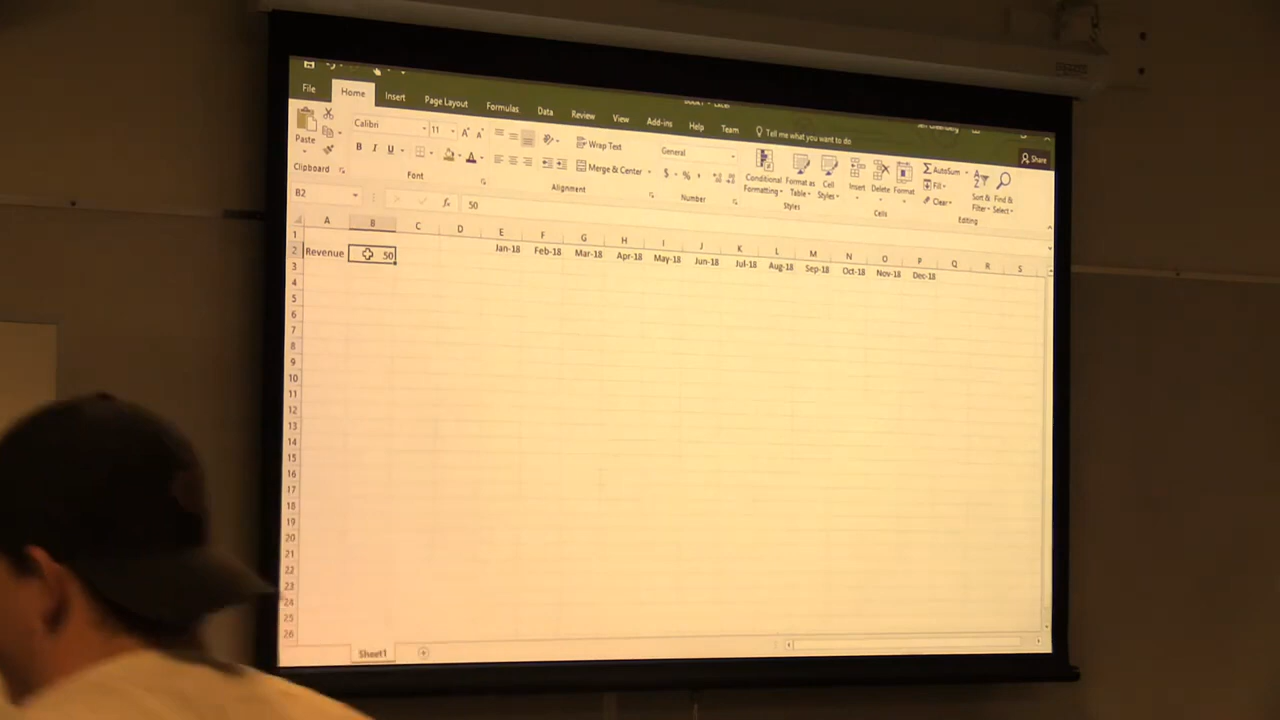 File Home Insert Page Layout Formulas Data Review View Add-ins Help Team Tell me what you want to do
Share
Paste
Calibri 11
Wrap Text
General
Conditional Formatting
Format as Table
Cell Styles
Insert Delete Format
AutoSum
Fill
Clear
Sort & Filter
Find & Select
B I U
Merge & Center
$ % ,
Clipboard Font Alignment Number Styles Cells Editing
B2 fx 50
A B C D E F G H I J K L M N O P Q R S
1 Jan-18 Feb-18 Mar-18 Apr-18 May-18 Jun-18 Jul-18 Aug-18 Sep-18 Oct-18 Nov-18 Dec-18
2 Revenue 50
3
4
5
6
7
8
9
10
11
12
13
14
15
16
17
18
19
20
21
22
23
24
25
26
Sheet1